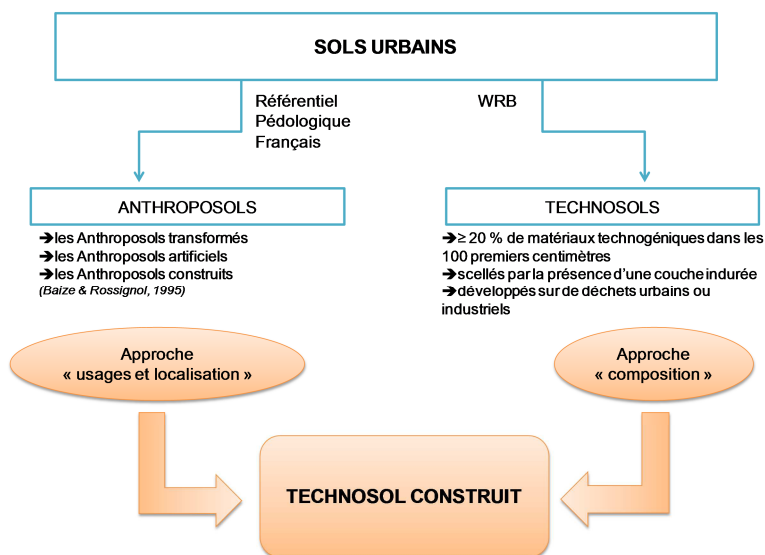 SOLS URBAINS
Référentiel
Pédologique
Français
WRB
ANTHROPOSOLS
➔les Anthroposols transformés
➔les Anthroposols artificiels
➔les Anthroposols construits
(Baize & Rossignol, 1995)
TECHNOSOLS
➔≥ 20 % de matériaux technogéniques dans les
100 premiers centimètres
➔scellés par la présence d'une couche indurée
➔développés sur de déchets urbains ou
industriels
Approche
« usages et localisation »
Approche
« composition »
TECHNOSOL CONSTRUIT